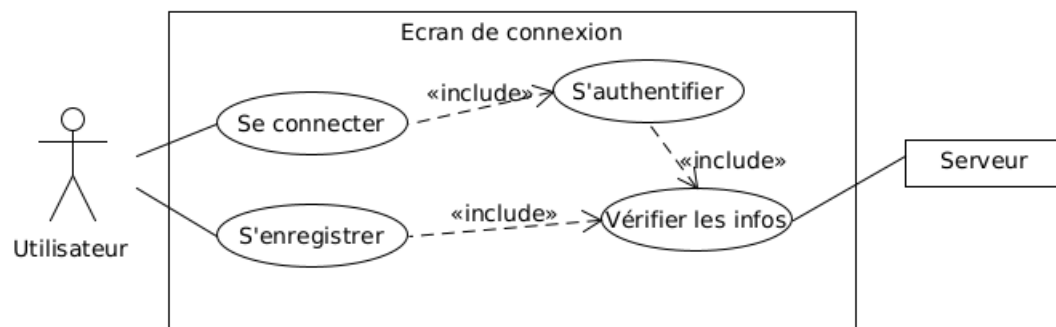 Ecran de connexion
«include»
S'authentifier
Se connecter
«include»
Serveur
«include»
S'enregistrer
Vérifier les infos
Utilisateur